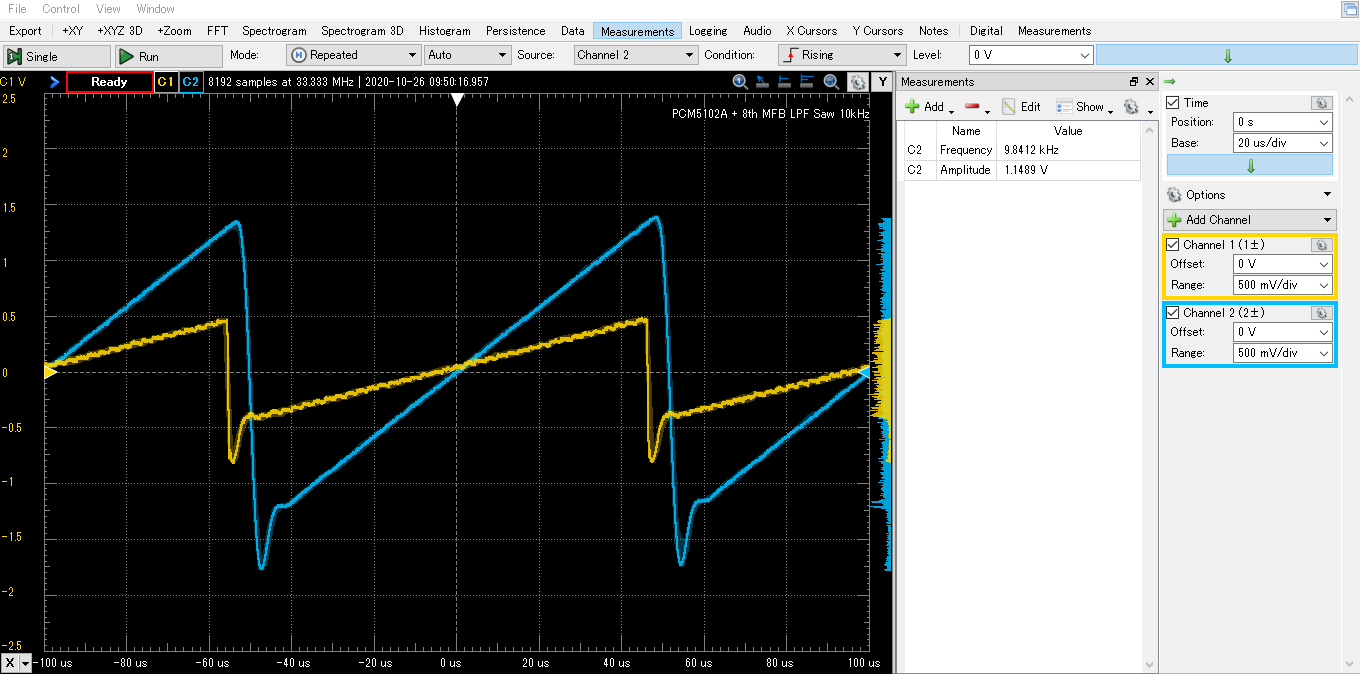 File Control View Window
Export +XY +XYZ 3D +Zoom FFT Spectrogram Spectrogram 3D Histogram Persistence Data Measurements Logging Audio X Cursors Y Cursors Notes Digital Measurements
Single Run Mode: Repeated Auto Source: Channel 2 Condition: Rising Level: 0 V
C1 V Ready C1 C2 8192 samples at 33.333 MHz | 2020-10-26 09:50:16.957 Y
PCM5102A + 8th MFB LPF Saw 10kHz
2.5
2
1.5
1
0.5
0
-0.5
-1
-1.5
-2
-2.5
X -100 us -80 us -60 us -40 us -20 us 0 us 20 us 40 us 60 us 80 us 100 us
Measurements
Add Edit Show
Name Value
C2 Frequency 9.8412 kHz
C2 Amplitude 1.1489 V
Time
Position: 0 s
Base: 20 us/div
Options
Add Channel
Channel 1 (1±)
Offset: 0 V
Range: 500 mV/div
Channel 2 (2±)
Offset: 0 V
Range: 500 mV/div